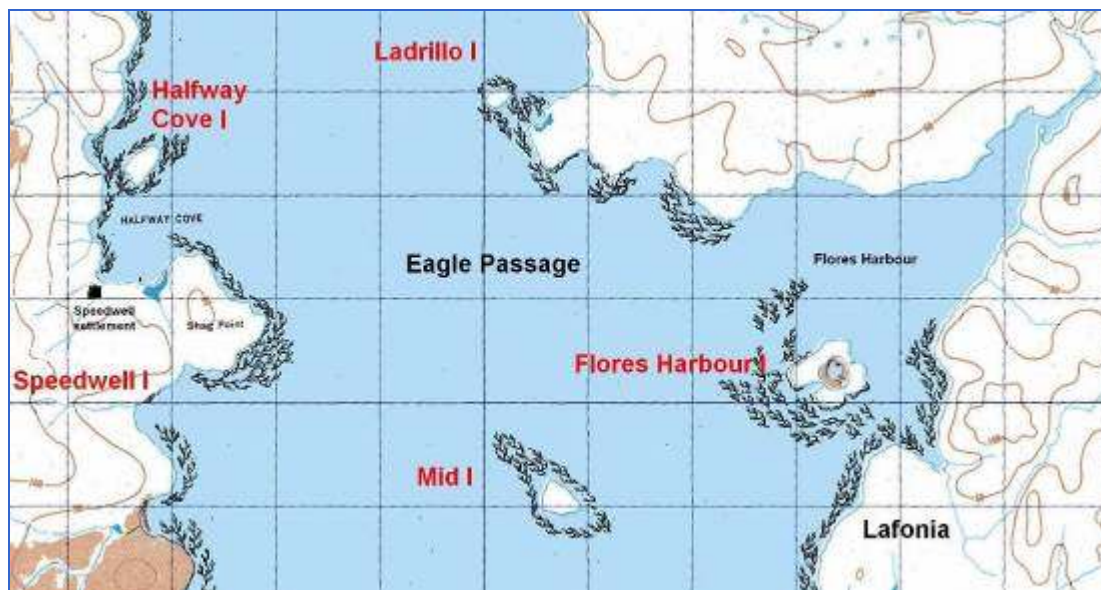 Ladrillo I
Halfway
Cove I
HALFWAY COVE
Eagle Passage
Flores Harbour
Speedwell
settlement
Shag Point
Flores Harbour I
Speedwell I
Mid I
Lafonia